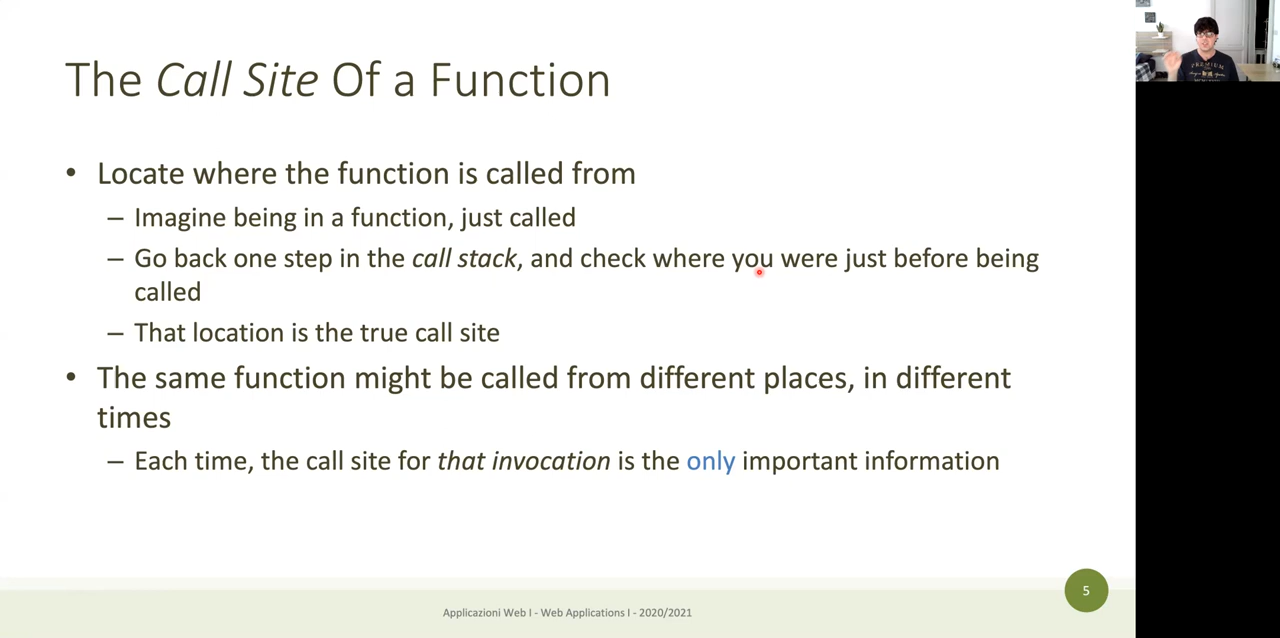 The Call Site Of a Function
• Locate where the function is called from
– Imagine being in a function, just called
– Go back one step in the call stack, and check where you were just before being
called
– That location is the true call site
• The same function might be called from different places, in different
times
– Each time, the call site for that invocation is the only important information
Applicazioni Web I - Web Applications I - 2020/2021
5
PREMIUM